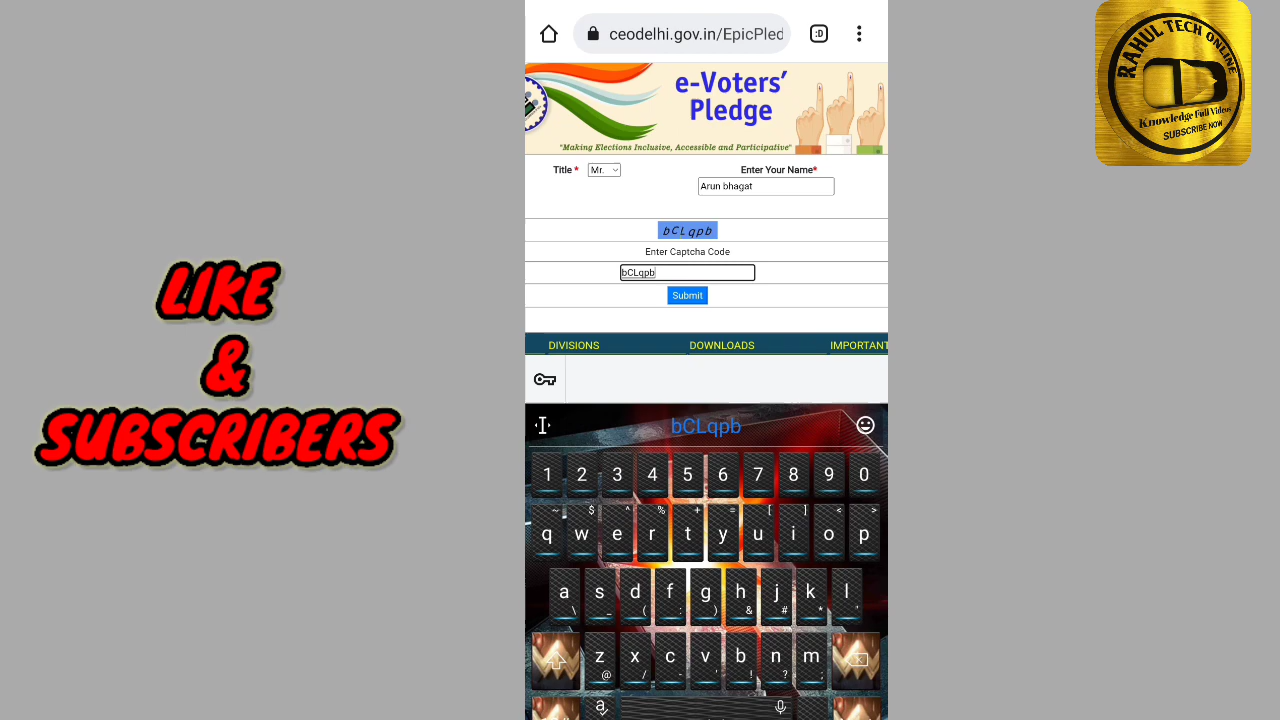 ceodelhi.gov.in/EpicPled
:D
e-Voters'
Pledge
"Making Elections Inclusive, Accessible and Participative"
Title * Mr. Enter Your Name*
Arun bhagat
bCLqpb
Enter Captcha Code
bCLqpb
Submit
DIVISIONS DOWNLOADS IMPORTANT
bCLqpb
1 2 3 4 5 6 7 8 9 0
~ $ ^ % + = [ ] < >
q w e r t y u i o p
a s d f g h j k l
\ _ ( : ) & # * '
z x c v b n m
@ / - ' ! ? ;
a
LIKE
&
SUBSCRIBERS
RAHUL TECH ONLINE
Knowledge Full Videos
SUBSCRIBE NOW